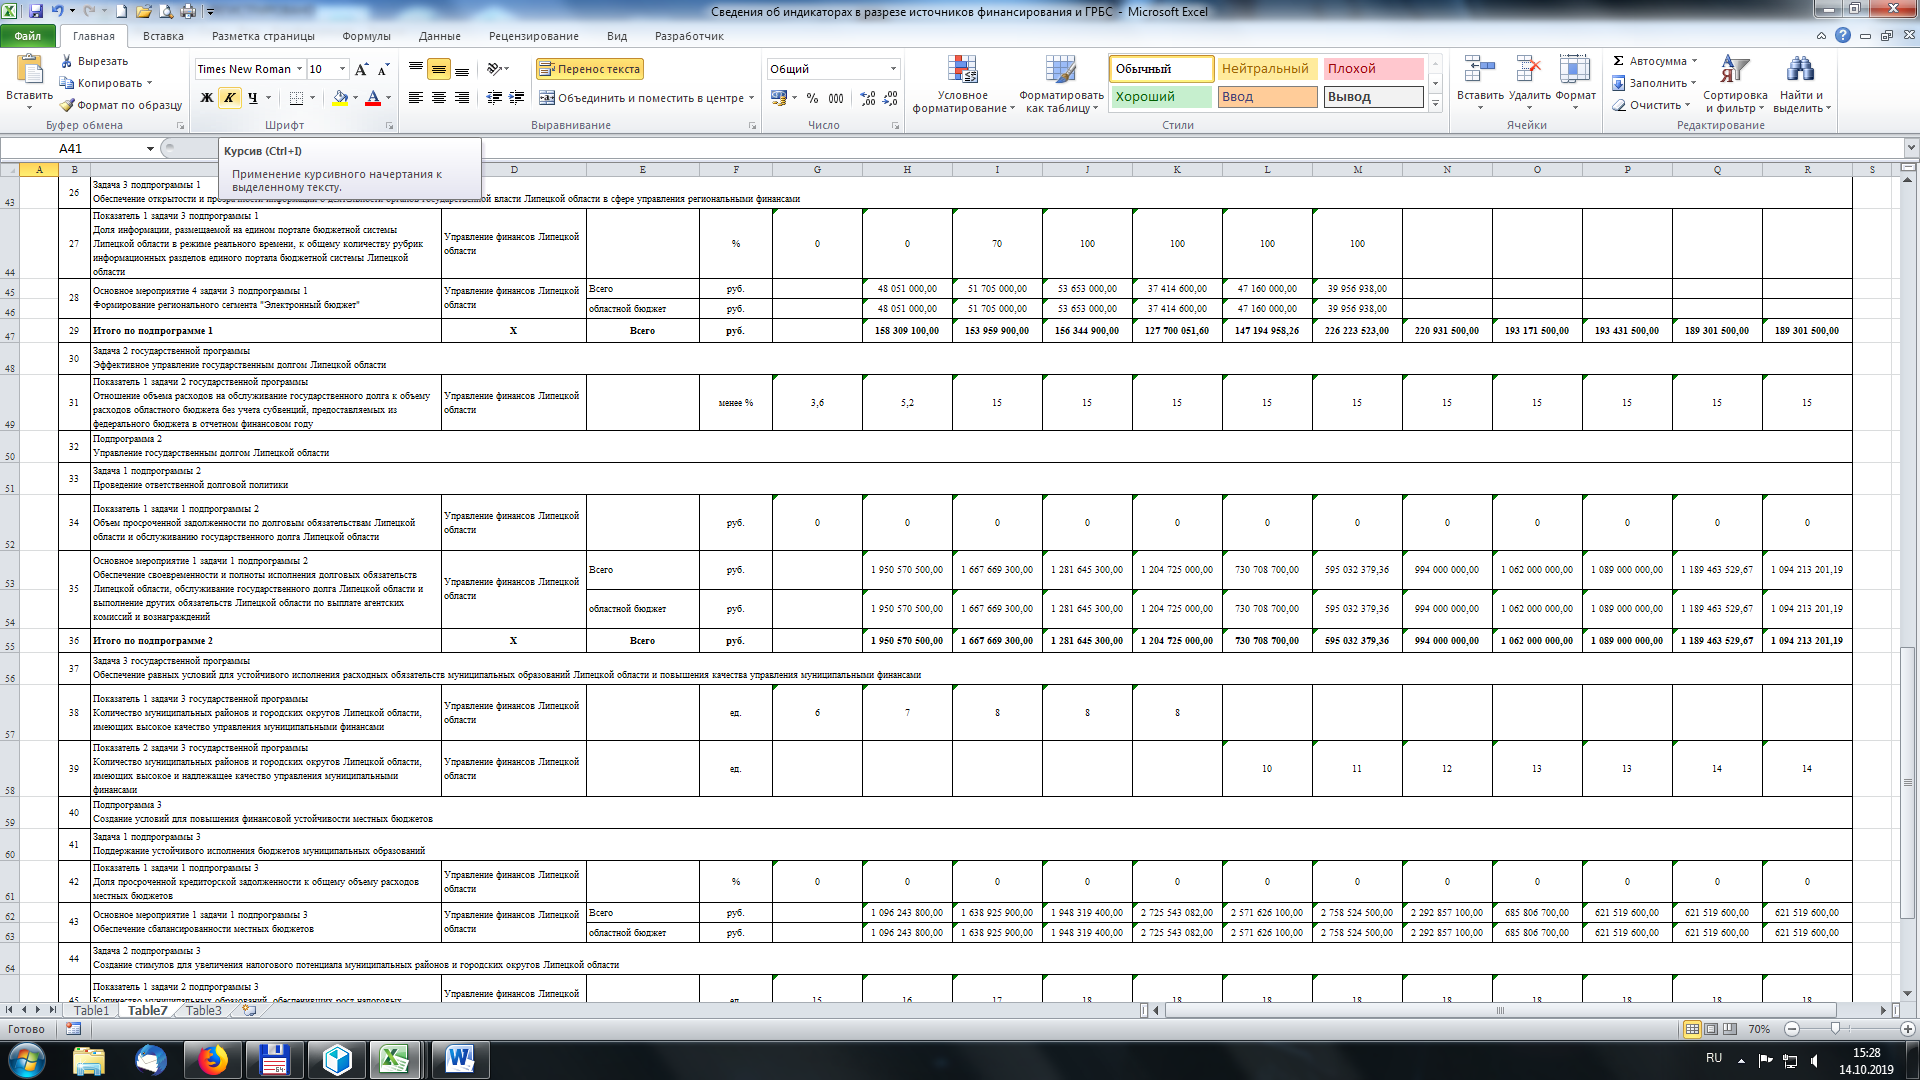 Сведения об индикаторах в разрезе источников финансирования и ГРБС - Microsoft Excel
Файл Главная Вставка Разметка страницы Формулы Данные Рецензирование Вид Разработчик
Вставить Вырезать Копировать Формат по образцу Буфер обмена
Times New Roman 10 Ж К Ч А Шрифт
Перенос текста Объединить и поместить в центре Выравнивание
Общий % 000 Число
Условное форматирование Форматировать как таблицу
Обычный Нейтральный Плохой
Хороший Ввод Вывод
Стили
Вставить Удалить Формат Ячейки
Σ Автосумма Заполнить Очистить Сортировка и фильтр Найти и выделить Редактирование
A41
Курсив (Ctrl+I)
Применение курсивного начертания к
выделенному тексту.
A B D E F G H I J K L M N O P Q R S
43 26 Задача 3 подпрограммы 1
Обеспечение открытости и власти Липецкой области в сфере управления региональными финансами
44 27 Показатель 1 задачи 3 подпрограммы 1
Доля информации, размещаемой на едином портале бюджетной системы
Липецкой области в режиме реального времени, к общему количеству рубрик
информационных разделов единого портала бюджетной системы Липецкой
области
Управление финансов Липецкой
области
% 0 0 70 100 100 100 100
45 28 Основное мероприятие 4 задачи 3 подпрограммы 1
Формирование регионального сегмента "Электронный бюджет"
Управление финансов Липецкой
области
Всего руб. 48 051 000,00 51 705 000,00 53 653 000,00 37 414 600,00 47 160 000,00 39 956 938,00
46 областной бюджет руб. 48 051 000,00 51 705 000,00 53 653 000,00 37 414 600,00 47 160 000,00 39 956 938,00
47 29 Итого по подпрограмме 1 X Всего руб. 158 309 100,00 153 959 900,00 156 344 900,00 127 700 051,60 147 194 958,26 226 223 523,00 220 931 500,00 193 171 500,00 193 431 500,00 189 301 500,00 189 301 500,00
48 30 Задача 2 государственной программы
Эффективное управление государственным долгом Липецкой области
49 31 Показатель 1 задачи 2 государственной программы
Отношение объема расходов на обслуживание государственного долга к объему
расходов областного бюджета без учета субвенций, предоставляемых из
федерального бюджета в отчетном финансовом году
Управление финансов Липецкой
области
менее % 3,6 5,2 15 15 15 15 15 15 15 15 15 15
50 32 Подпрограмма 2
Управление государственным долгом Липецкой области
51 33 Задача 1 подпрограммы 2
Проведение ответственной долговой политики
52 34 Показатель 1 задачи 1 подпрограммы 2
Объем просроченной задолженности по долговым обязательствам Липецкой
области и обслуживанию государственного долга Липецкой области
Управление финансов Липецкой
области
руб. 0 0 0 0 0 0 0 0 0 0 0 0
53 35 Основное мероприятие 1 задачи 1 подпрограммы 2
Обеспечение своевременности и полноты исполнения долговых обязательств
Липецкой области, обслуживание государственного долга Липецкой области и
выполнение других обязательств Липецкой области по выплате агентских
комиссий и вознаграждений
Управление финансов Липецкой
области
Всего руб. 1 950 570 500,00 1 667 669 300,00 1 281 645 300,00 1 204 725 000,00 730 708 700,00 595 032 379,36 994 000 000,00 1 062 000 000,00 1 089 000 000,00 1 189 463 529,67 1 094 213 201,19
54 областной бюджет руб. 1 950 570 500,00 1 667 669 300,00 1 281 645 300,00 1 204 725 000,00 730 708 700,00 595 032 379,36 994 000 000,00 1 062 000 000,00 1 089 000 000,00 1 189 463 529,67 1 094 213 201,19
55 36 Итого по подпрограмме 2 X Всего руб. 1 950 570 500,00 1 667 669 300,00 1 281 645 300,00 1 204 725 000,00 730 708 700,00 595 032 379,36 994 000 000,00 1 062 000 000,00 1 089 000 000,00 1 189 463 529,67 1 094 213 201,19
56 37 Задача 3 государственной программы
Обеспечение равных условий для устойчивого исполнения расходных обязательств муниципальных образований Липецкой области и повышения качества управления муниципальными финансами
57 38 Показатель 1 задачи 3 государственной программы
Количество муниципальных районов и городских округов Липецкой области,
имеющих высокое качество управления муниципальными финансами
Управление финансов Липецкой
области
ед. 6 7 8 8 8
58 39 Показатель 2 задачи 3 государственной программы
Количество муниципальных районов и городских округов Липецкой области,
имеющих высокое и надлежащее качество управления муниципальными
финансами
Управление финансов Липецкой
области
ед. 10 11 12 13 13 14 14
59 40 Подпрограмма 3
Создание условий для повышения финансовой устойчивости местных бюджетов
60 41 Задача 1 подпрограммы 3
Поддержание устойчивого исполнения бюджетов муниципальных образований
61 42 Показатель 1 задачи 1 подпрограммы 3
Доля просроченной кредиторской задолженности к общему объему расходов
местных бюджетов
Управление финансов Липецкой
области
% 0 0 0 0 0 0 0 0 0 0 0 0
62 43 Основное мероприятие 1 задачи 1 подпрограммы 3
Обеспечение сбалансированности местных бюджетов
Управление финансов Липецкой
области
Всего руб. 1 096 243 800,00 1 638 925 900,00 1 948 319 400,00 2 725 543 082,00 2 571 626 100,00 2 758 524 500,00 2 292 857 100,00 685 806 700,00 621 519 600,00 621 519 600,00 621 519 600,00
63 областной бюджет руб. 1 096 243 800,00 1 638 925 900,00 1 948 319 400,00 2 725 543 082,00 2 571 626 100,00 2 758 524 500,00 2 292 857 100,00 685 806 700,00 621 519 600,00 621 519 600,00 621 519 600,00
64 44 Задача 2 подпрограммы 3
Создание стимулов для увеличения налогового потенциала муниципальных районов и городских округов Липецкой области
45 Показатель 1 задачи 2 подпрограммы 3
Количество муниципальных образований, обеспечивших рост налоговых
Управление финансов Липецкой
ед. 15 16 17 18 18 18 18 18 18 18 18 18
Table1 Table7 Table3
Готово 70%
RU 15:28
14.10.2019